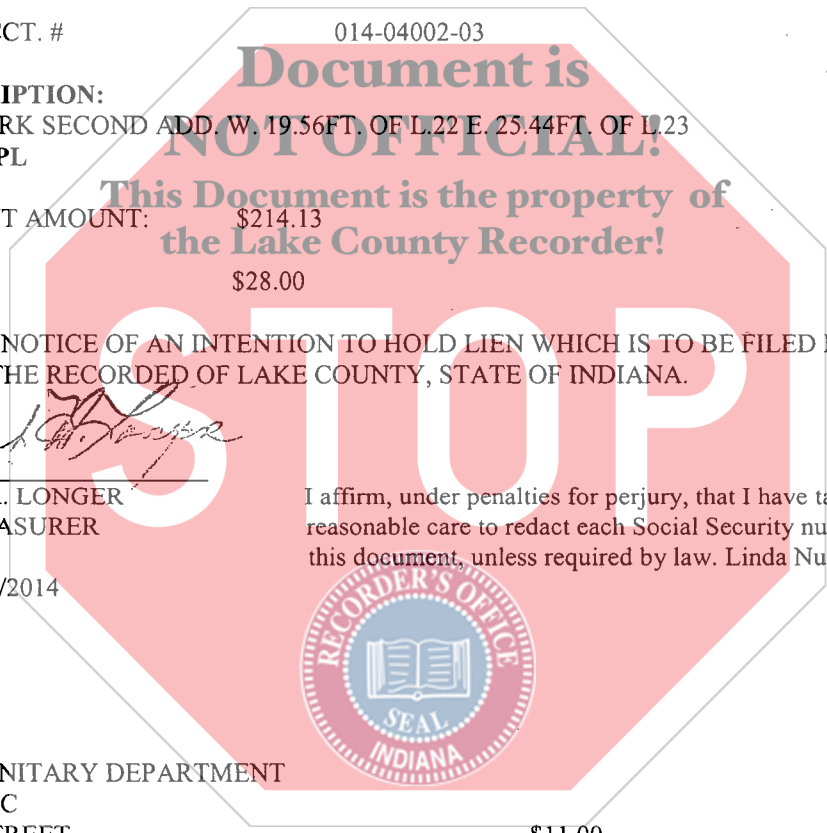 CCT. # 014-04002-03
Document is
IPTION:
RK SECOND ADD. W. 19.56FT. OF L.22 E. 25.44FT. OF L.23
NOT OFFICIAL!
PL
This Document is the property of
T AMOUNT: $214.13
the Lake County Recorder!
$28.00
STOP
NOTICE OF AN INTENTION TO HOLD LIEN WHICH IS TO BE FILED
THE RECORDED OF LAKE COUNTY, STATE OF INDIANA.
. LONGER I affirm, under penalties for perjury, that I have ta
ASURER reasonable care to redact each Social Security nu
this document, unless required by law. Linda Nu
/2014
RECORDER'S OFFICE
SEAL
INDIANA
NITARY DEPARTMENT
C
TREET $11.00